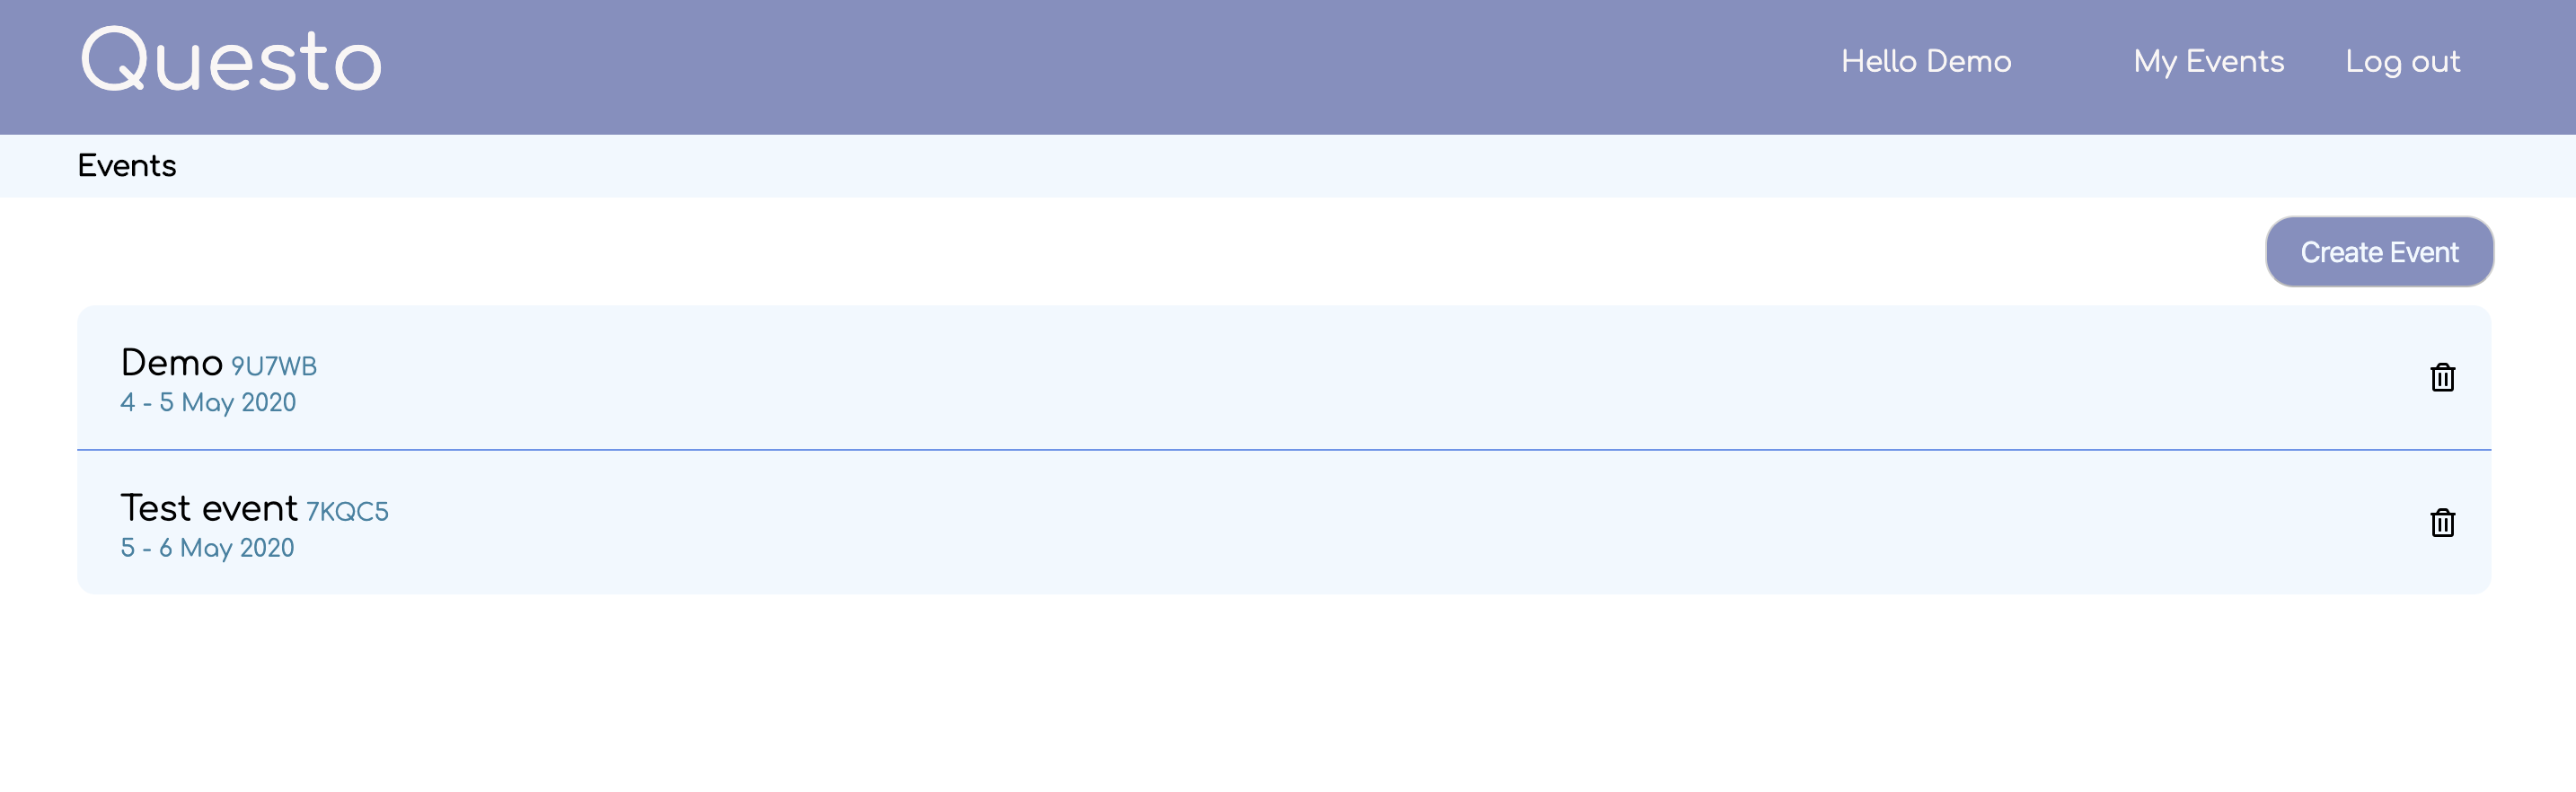 Questo
Hello Demo My Events Log out
Events
Create Event
Demo 9U7WB
4 - 5 May 2020
Test event 7KQC5
5 - 6 May 2020